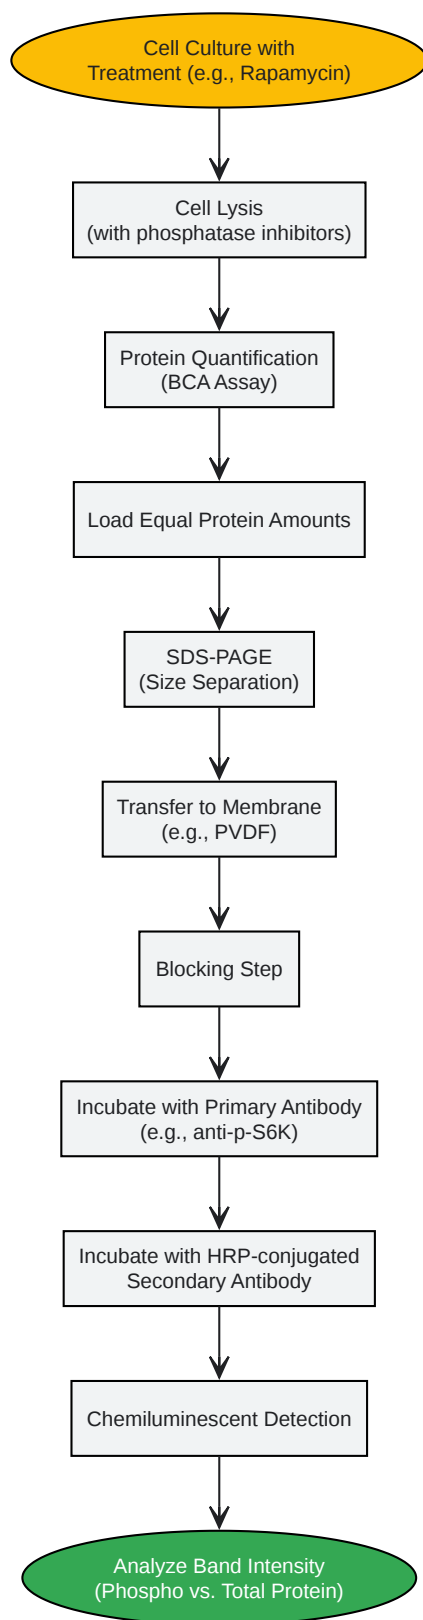 Cell Culture with
Treatment (e.g., Rapamycin)
Cell Lysis
(with phosphatase inhibitors)
Protein Quantification
(BCA Assay)
Load Equal Protein Amounts
SDS-PAGE
(Size Separation)
Transfer to Membrane
(e.g., PVDF)
Blocking Step
Incubate with Primary Antibody
(e.g., anti-p-S6K)
Incubate with HRP-conjugated
Secondary Antibody
Chemiluminescent Detection
Analyze Band Intensity
(Phospho vs. Total Protein)